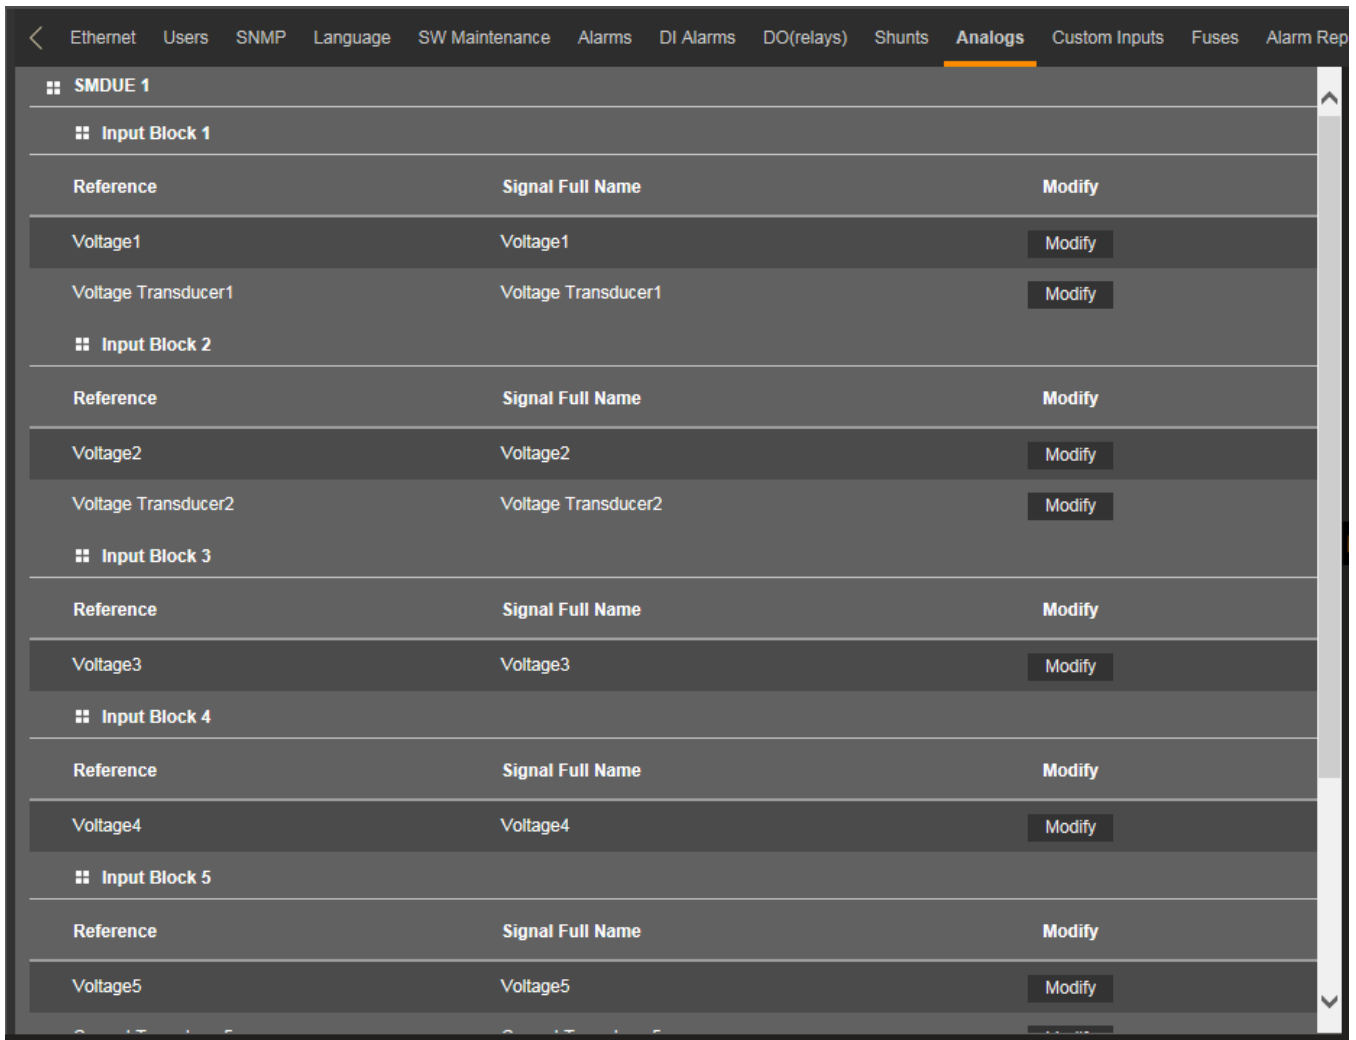 Ethernet Users SNMP Language SW Maintenance Alarms DI Alarms DO(relays) Shunts Analogs Custom Inputs Fuses Alarm Rep
SMDUE 1
Input Block 1
Reference Signal Full Name Modify
Voltage1 Voltage1 Modify
Voltage Transducer1 Voltage Transducer1 Modify
Input Block 2
Reference Signal Full Name Modify
Voltage2 Voltage2 Modify
Voltage Transducer2 Voltage Transducer2 Modify
Input Block 3
Reference Signal Full Name Modify
Voltage3 Voltage3 Modify
Input Block 4
Reference Signal Full Name Modify
Voltage4 Voltage4 Modify
Input Block 5
Reference Signal Full Name Modify
Voltage5 Voltage5 Modify